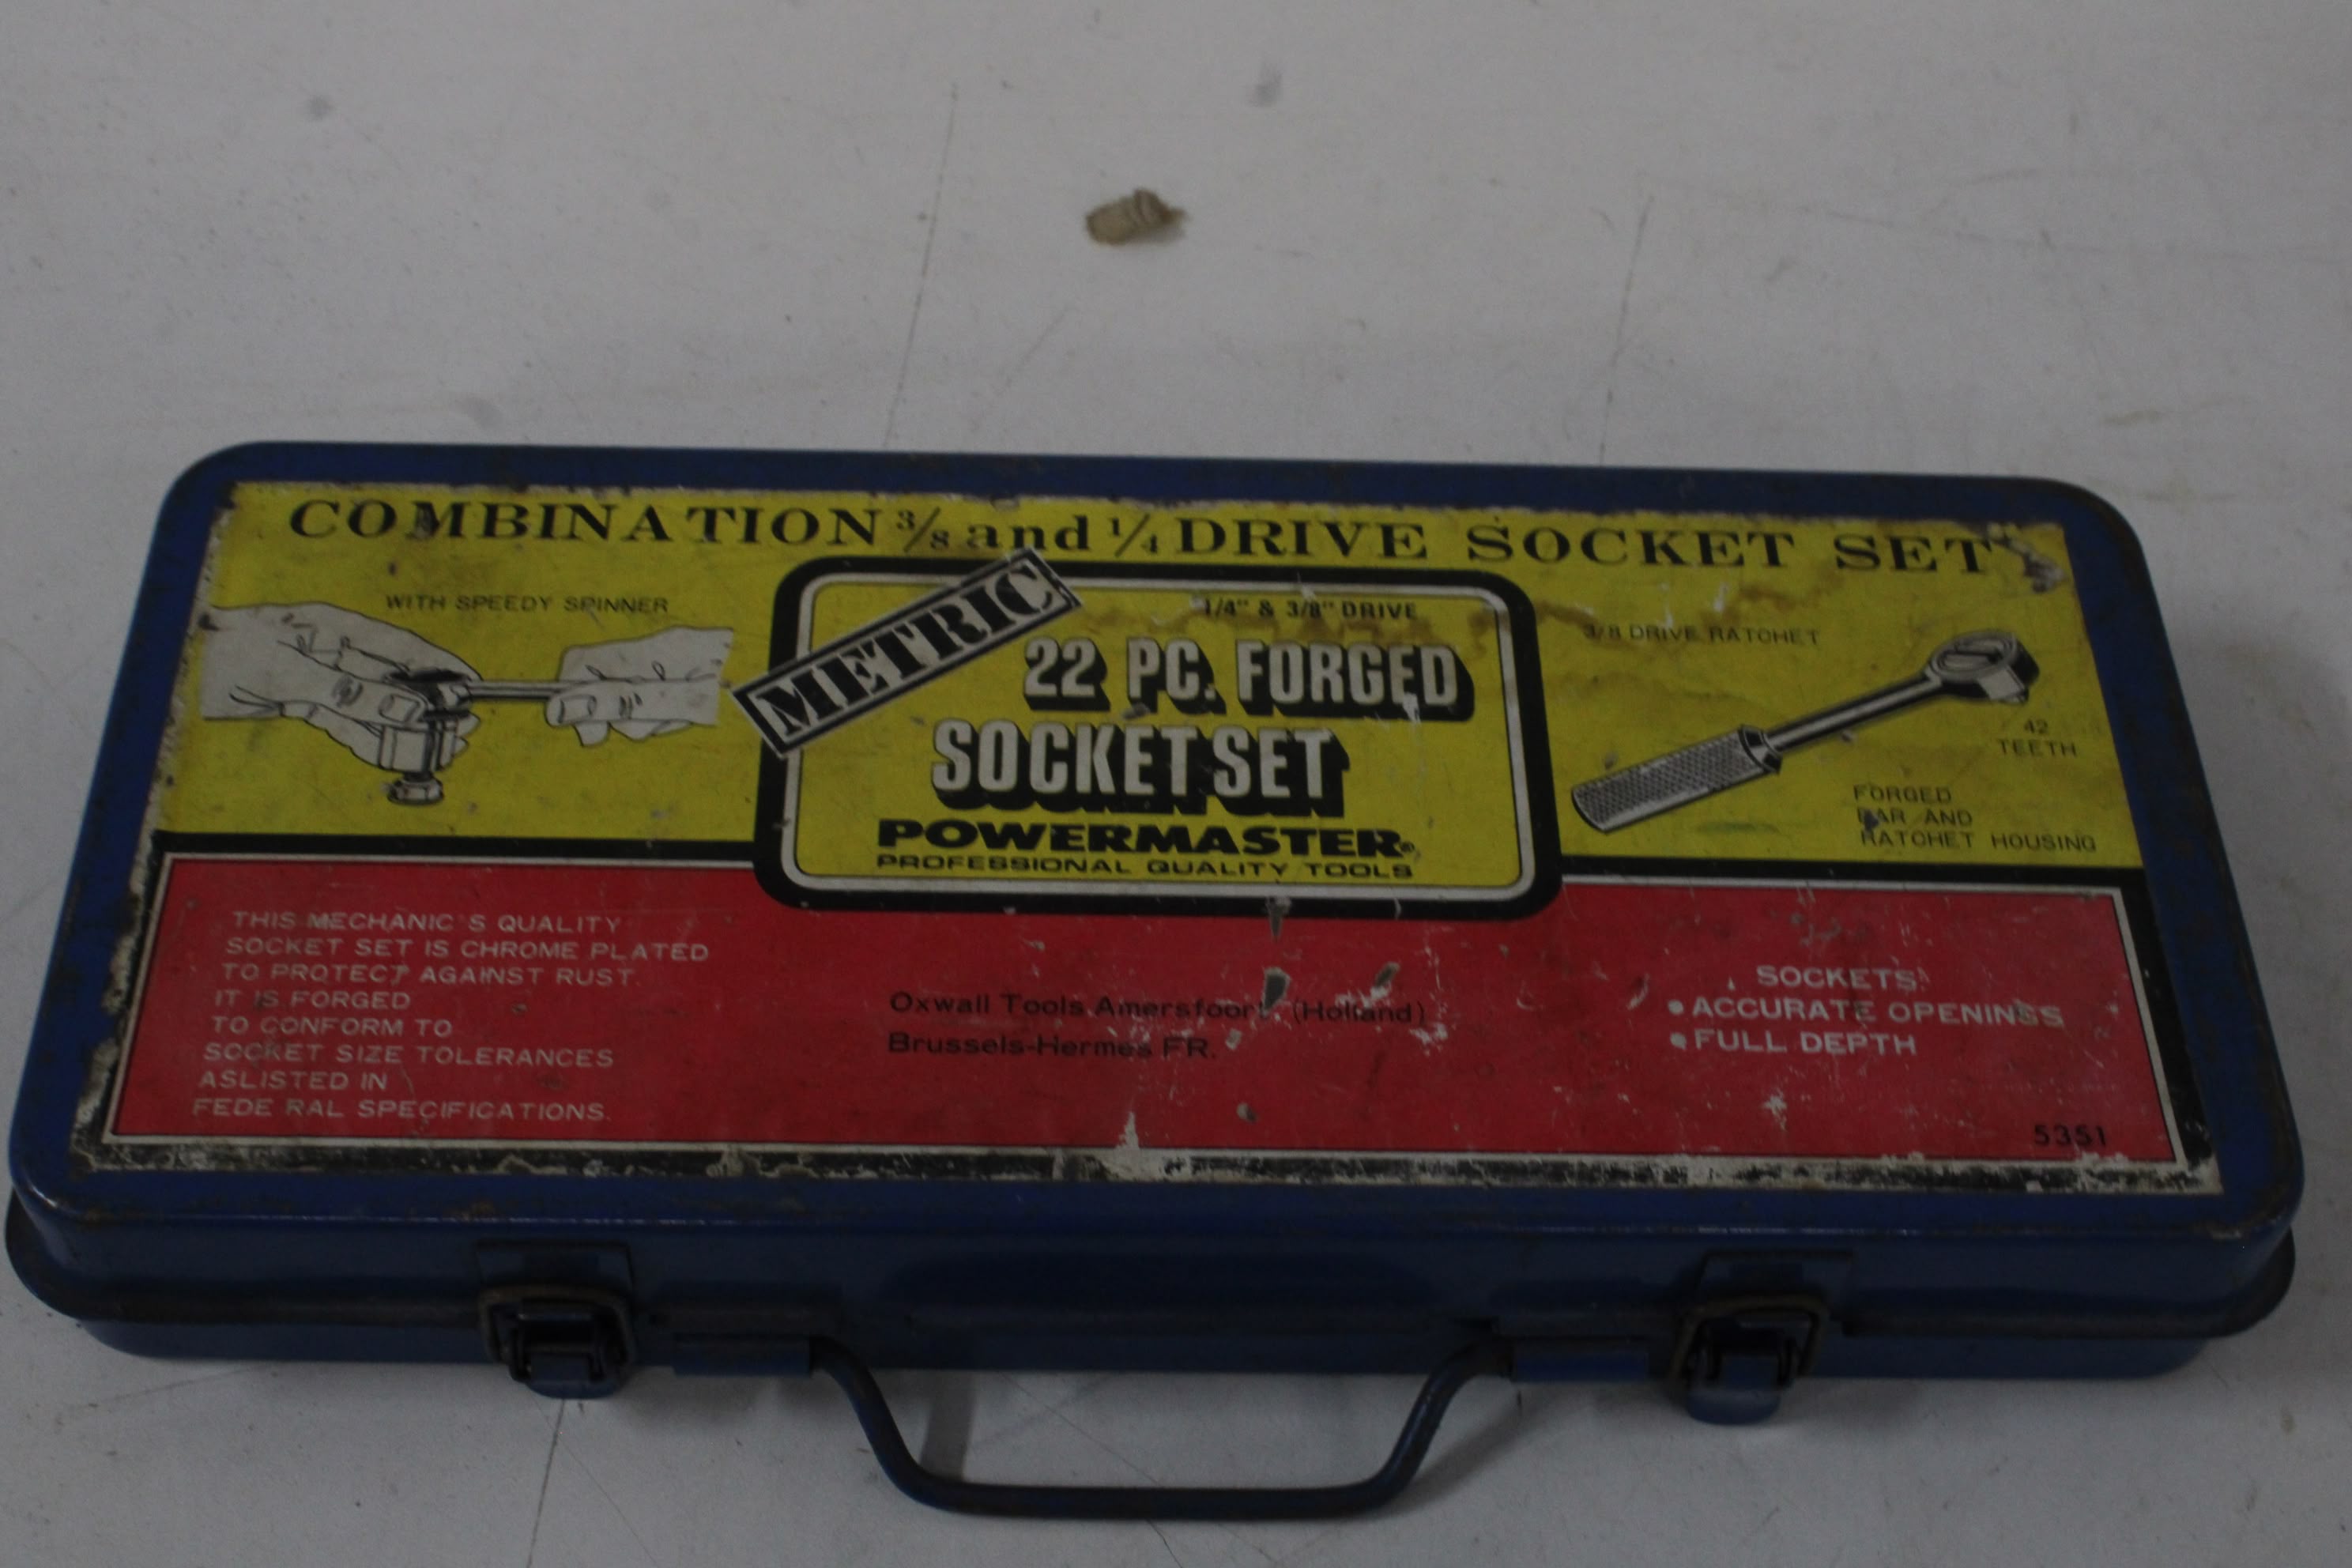 COMBINATION 3/8 and 1/4 DRIVE SOCKET SET
WITH SPEEDY SPINNER
METRIC
1/4" & 3/8" DRIVE
22 PC. FORGED
SOCKET SET
POWERMASTER®
PROFESSIONAL QUALITY TOOLS
3/8 DRIVE RATCHET
42
TEETH
FORGED
BAR AND
RATCHET HOUSING
THIS MECHANIC'S QUALITY
SOCKET SET IS CHROME PLATED
TO PROTECT AGAINST RUST.
IT IS FORGED
TO CONFORM TO
SOCKET SIZE TOLERANCES
ASLISTED IN
FEDE RAL SPECIFICATIONS.
Oxwall Tools Amersfoort. (Holland)
Brussels-Hermes FR.
SOCKETS:
• ACCURATE OPENINGS
• FULL DEPTH
5351